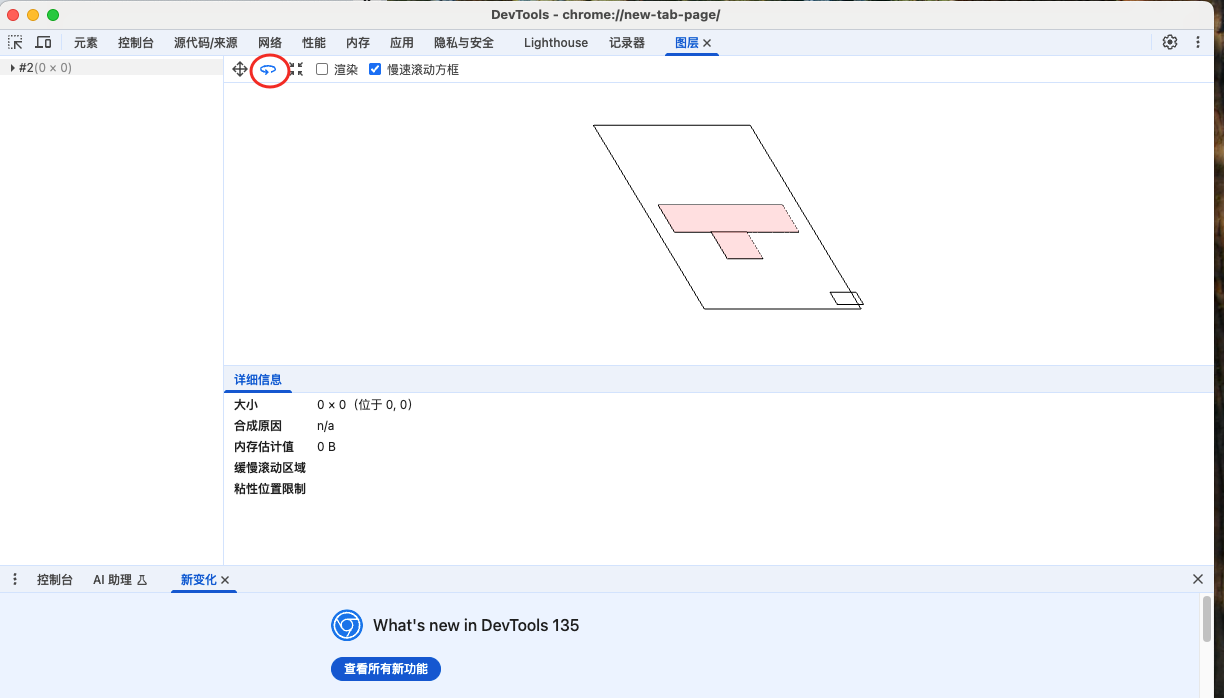 DevTools - chrome://new-tab-page/
元素 控制台 源代码/来源 网络 性能 内存 应用 隐私与安全 Lighthouse 记录器 图层
#2(0 × 0)
渲染 慢速滚动方框
详细信息
大小 0 × 0（位于 0, 0）
合成原因 n/a
内存估计值 0 B
缓慢滚动区域
粘性位置限制
控制台 AI 助理 新变化
What's new in DevTools 135
查看所有新功能